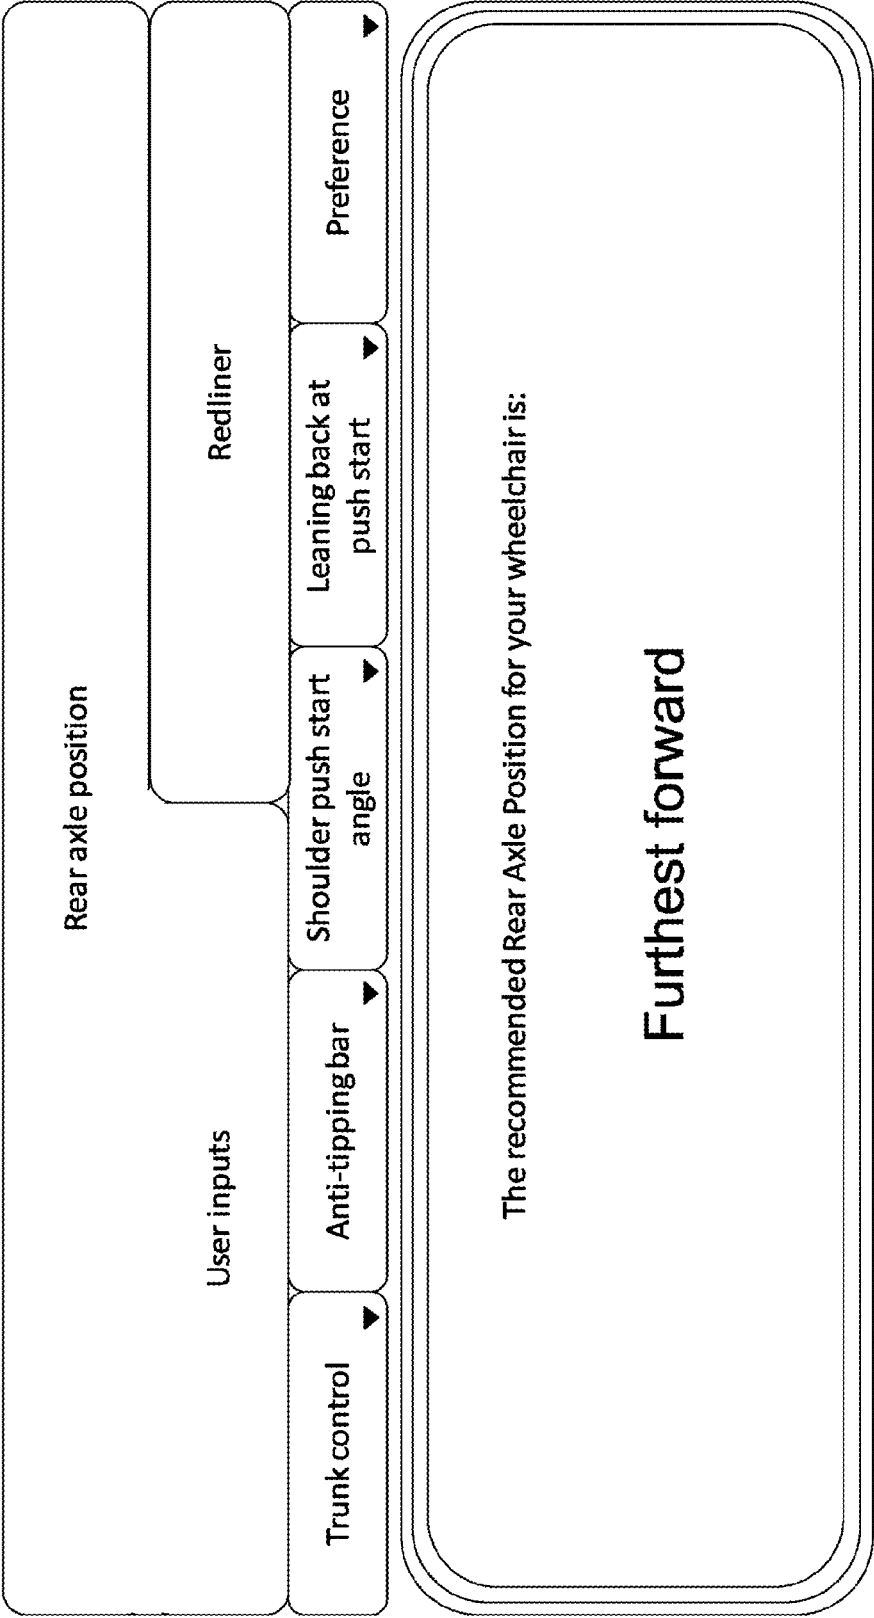 Rear axle position
User inputs
Redliner
Trunk control
Anti-tipping bar
Shoulder push start
angle
Leaning back at
push start
Preference
The recommended Rear Axle Position for your wheelchair is:
Furthest forward